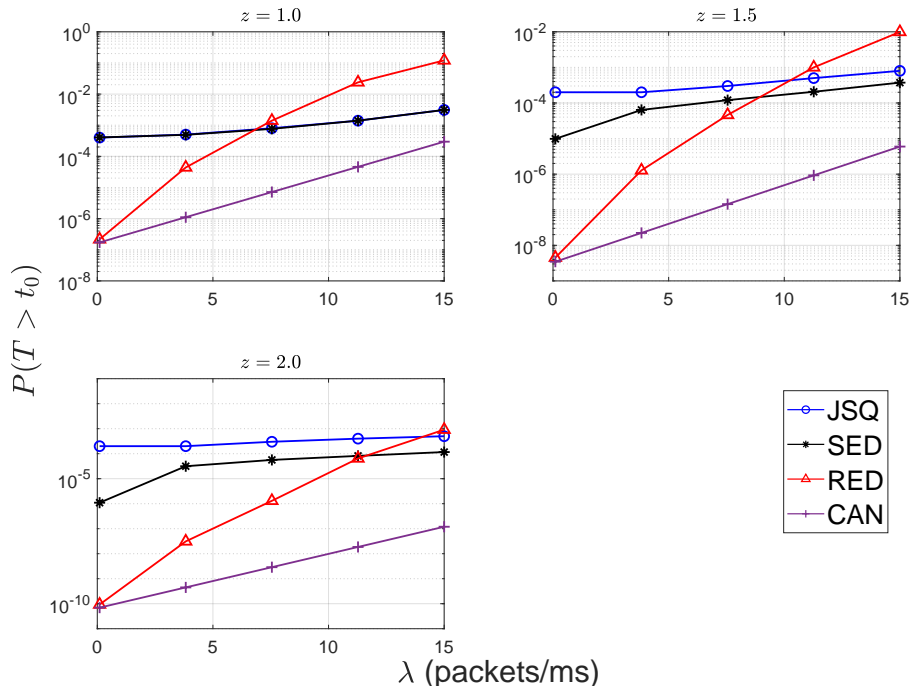 z = 1.0
10^0
10^-2
10^-4
10^-6
10^-8
0 5 10 15
z = 1.5
10^-2
10^-4
10^-6
10^-8
0 5 10 15
P(T > t_0)
z = 2.0
10^-5
10^-10
0 5 10 15
JSQ
SED
RED
CAN
λ (packets/ms)